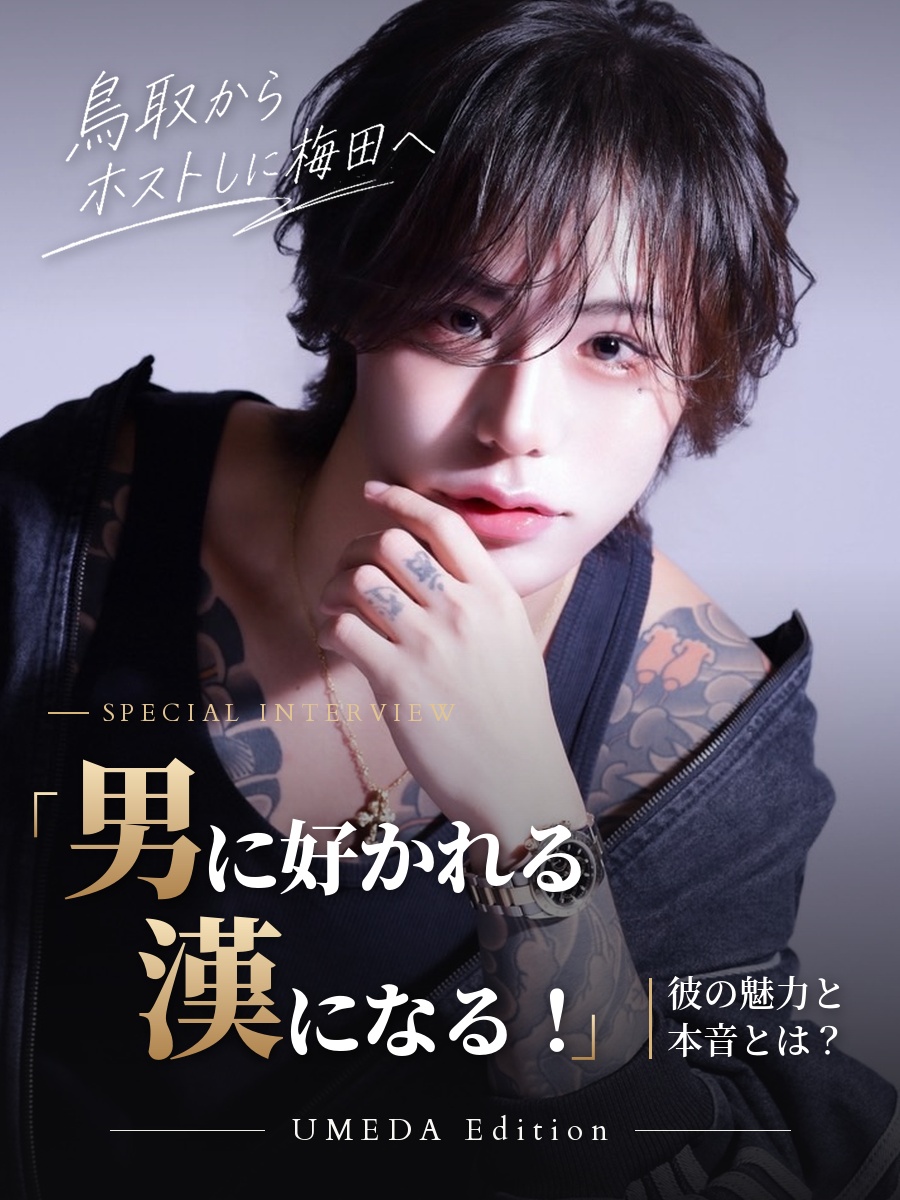 鳥取から
ホストしに梅田へ
SPECIAL INTERVIEW
「男に好かれる
漢になる！」
彼の魅力と
本音とは？
UMEDA Edition